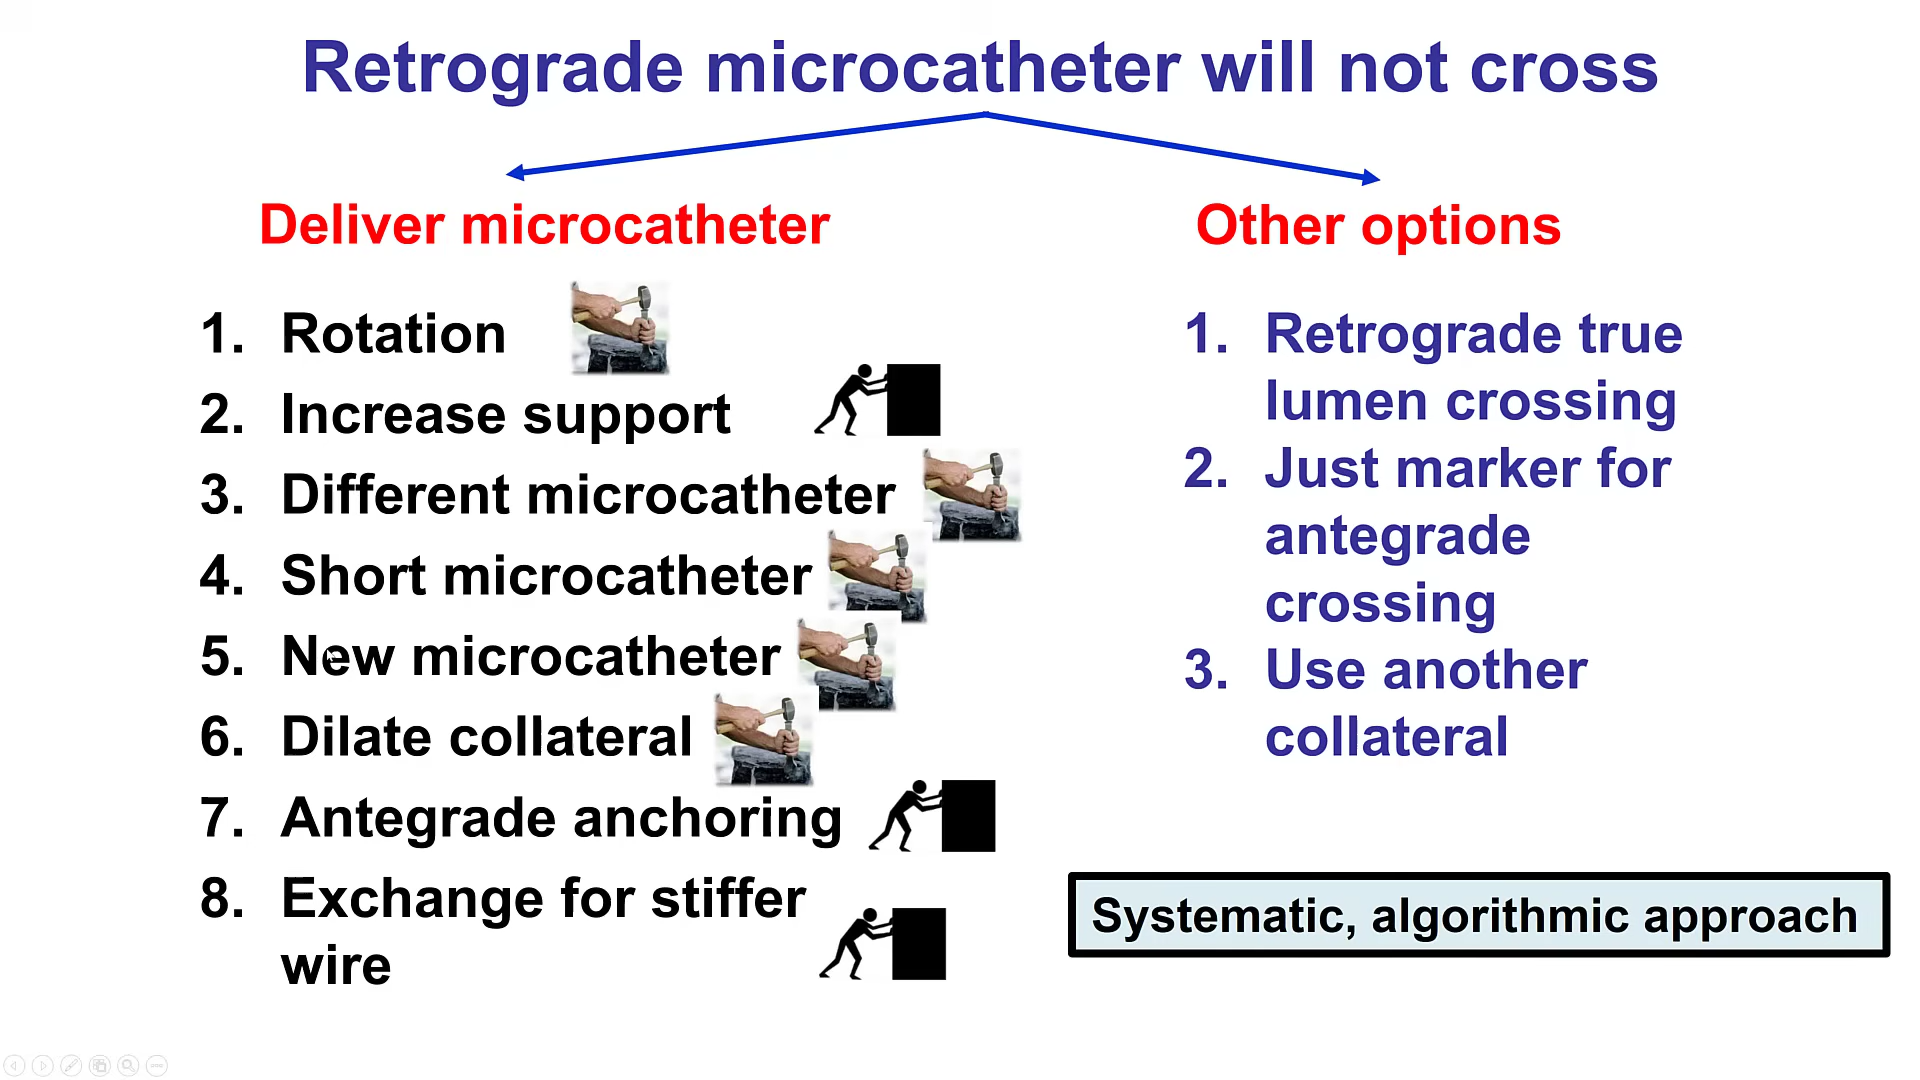 Retrograde microcatheter will not cross
Deliver microcatheter
1. Rotation
2. Increase support
3. Different microcatheter
4. Short microcatheter
5. New microcatheter
6. Dilate collateral
7. Antegrade anchoring
8. Exchange for stiffer
wire
Other options
1. Retrograde true
lumen crossing
2. Just marker for
antegrade
crossing
3. Use another
collateral
Systematic, algorithmic approach